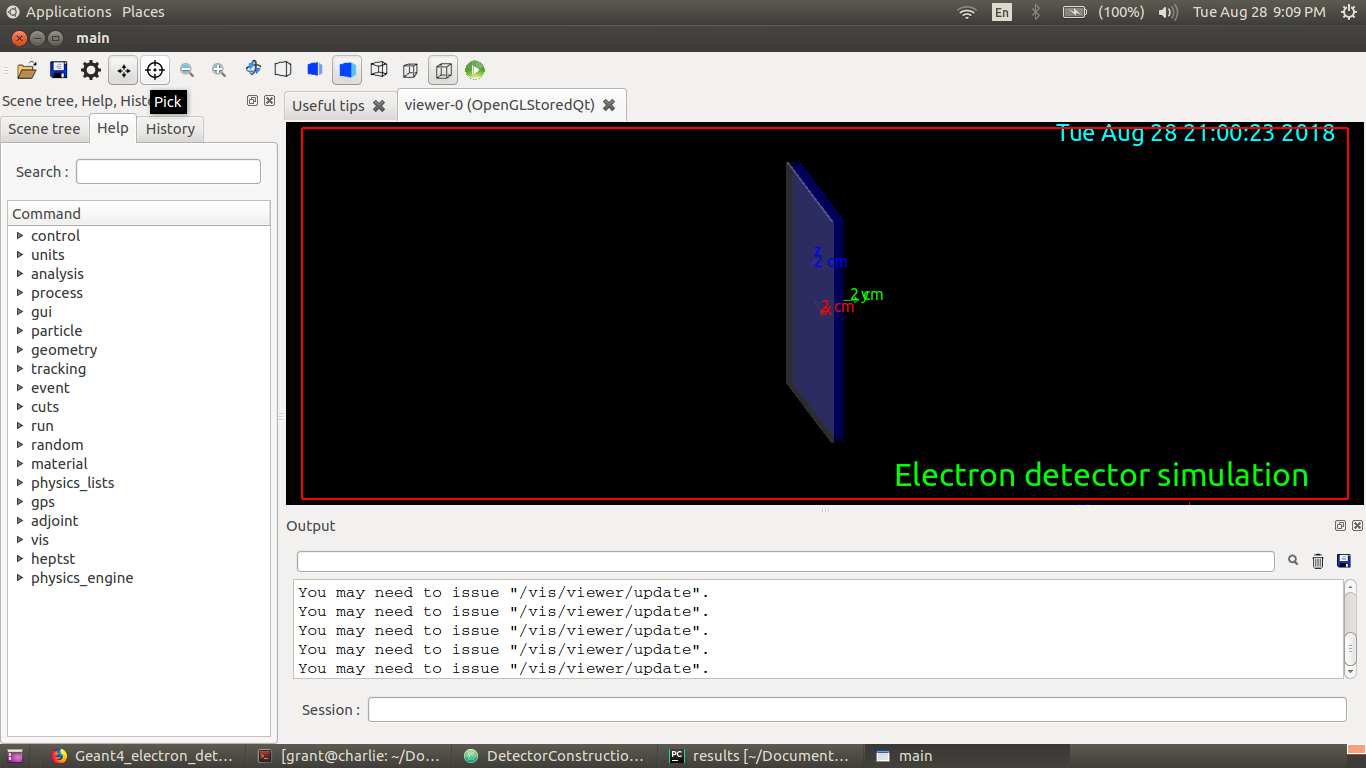 Applications Places
En
(100%)
Tue Aug 28 9:09 PM
main
Scene tree, Help, Histo
Pick
Useful tips
viewer-0 (OpenGLStoredQt)
Scene tree
Help
History
Search :
Command
control
units
analysis
process
gui
particle
geometry
tracking
event
cuts
run
random
material
physics_lists
gps
adjoint
vis
heptst
physics_engine
Tue Aug 28 21:00:23 2018
z
2 cm
2 cm
y
2 cm
x
Electron detector simulation
Output
You may need to issue "/vis/viewer/update".
You may need to issue "/vis/viewer/update".
You may need to issue "/vis/viewer/update".
You may need to issue "/vis/viewer/update".
You may need to issue "/vis/viewer/update".
Session :
Geant4_electron_det...
[grant@charlie: ~/Do...
DetectorConstructio...
PC
results [~/Document...
main